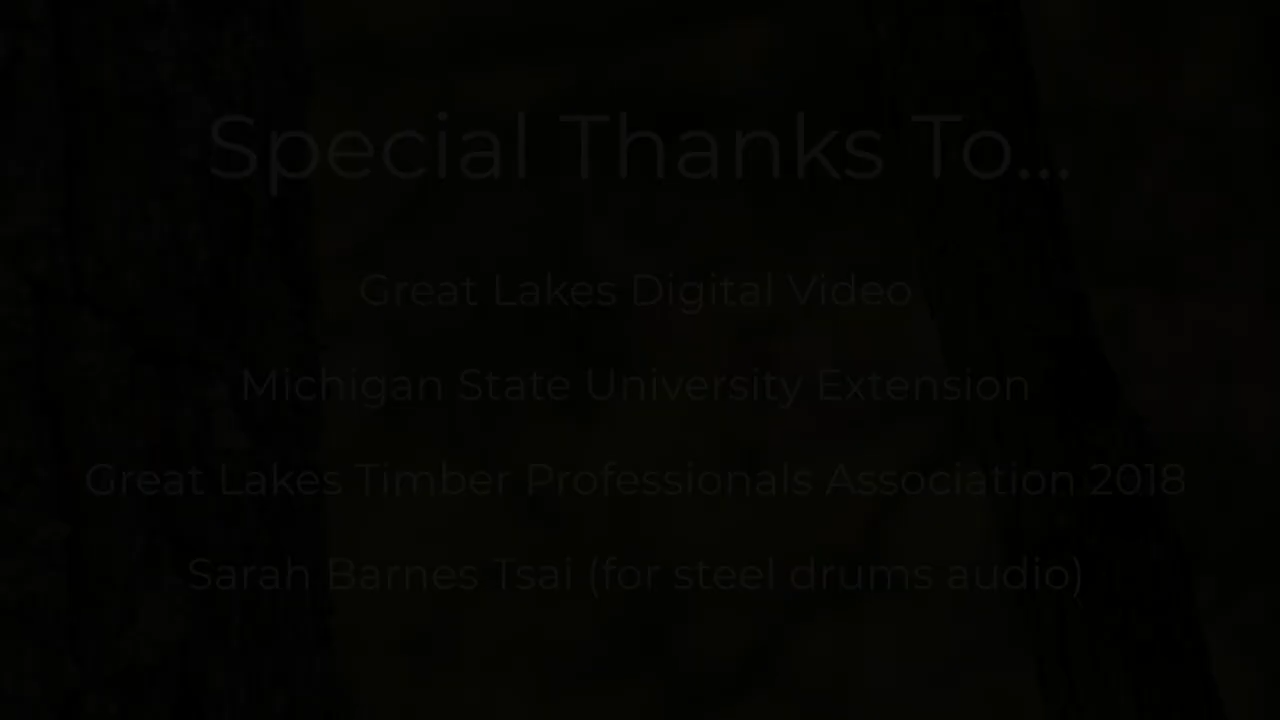 Special Thanks To...
Great Lakes Digital Video
Michigan State University Extension
Great Lakes Timber Professionals Association 2018
Sarah Barnes Tsai (for steel drums audio)